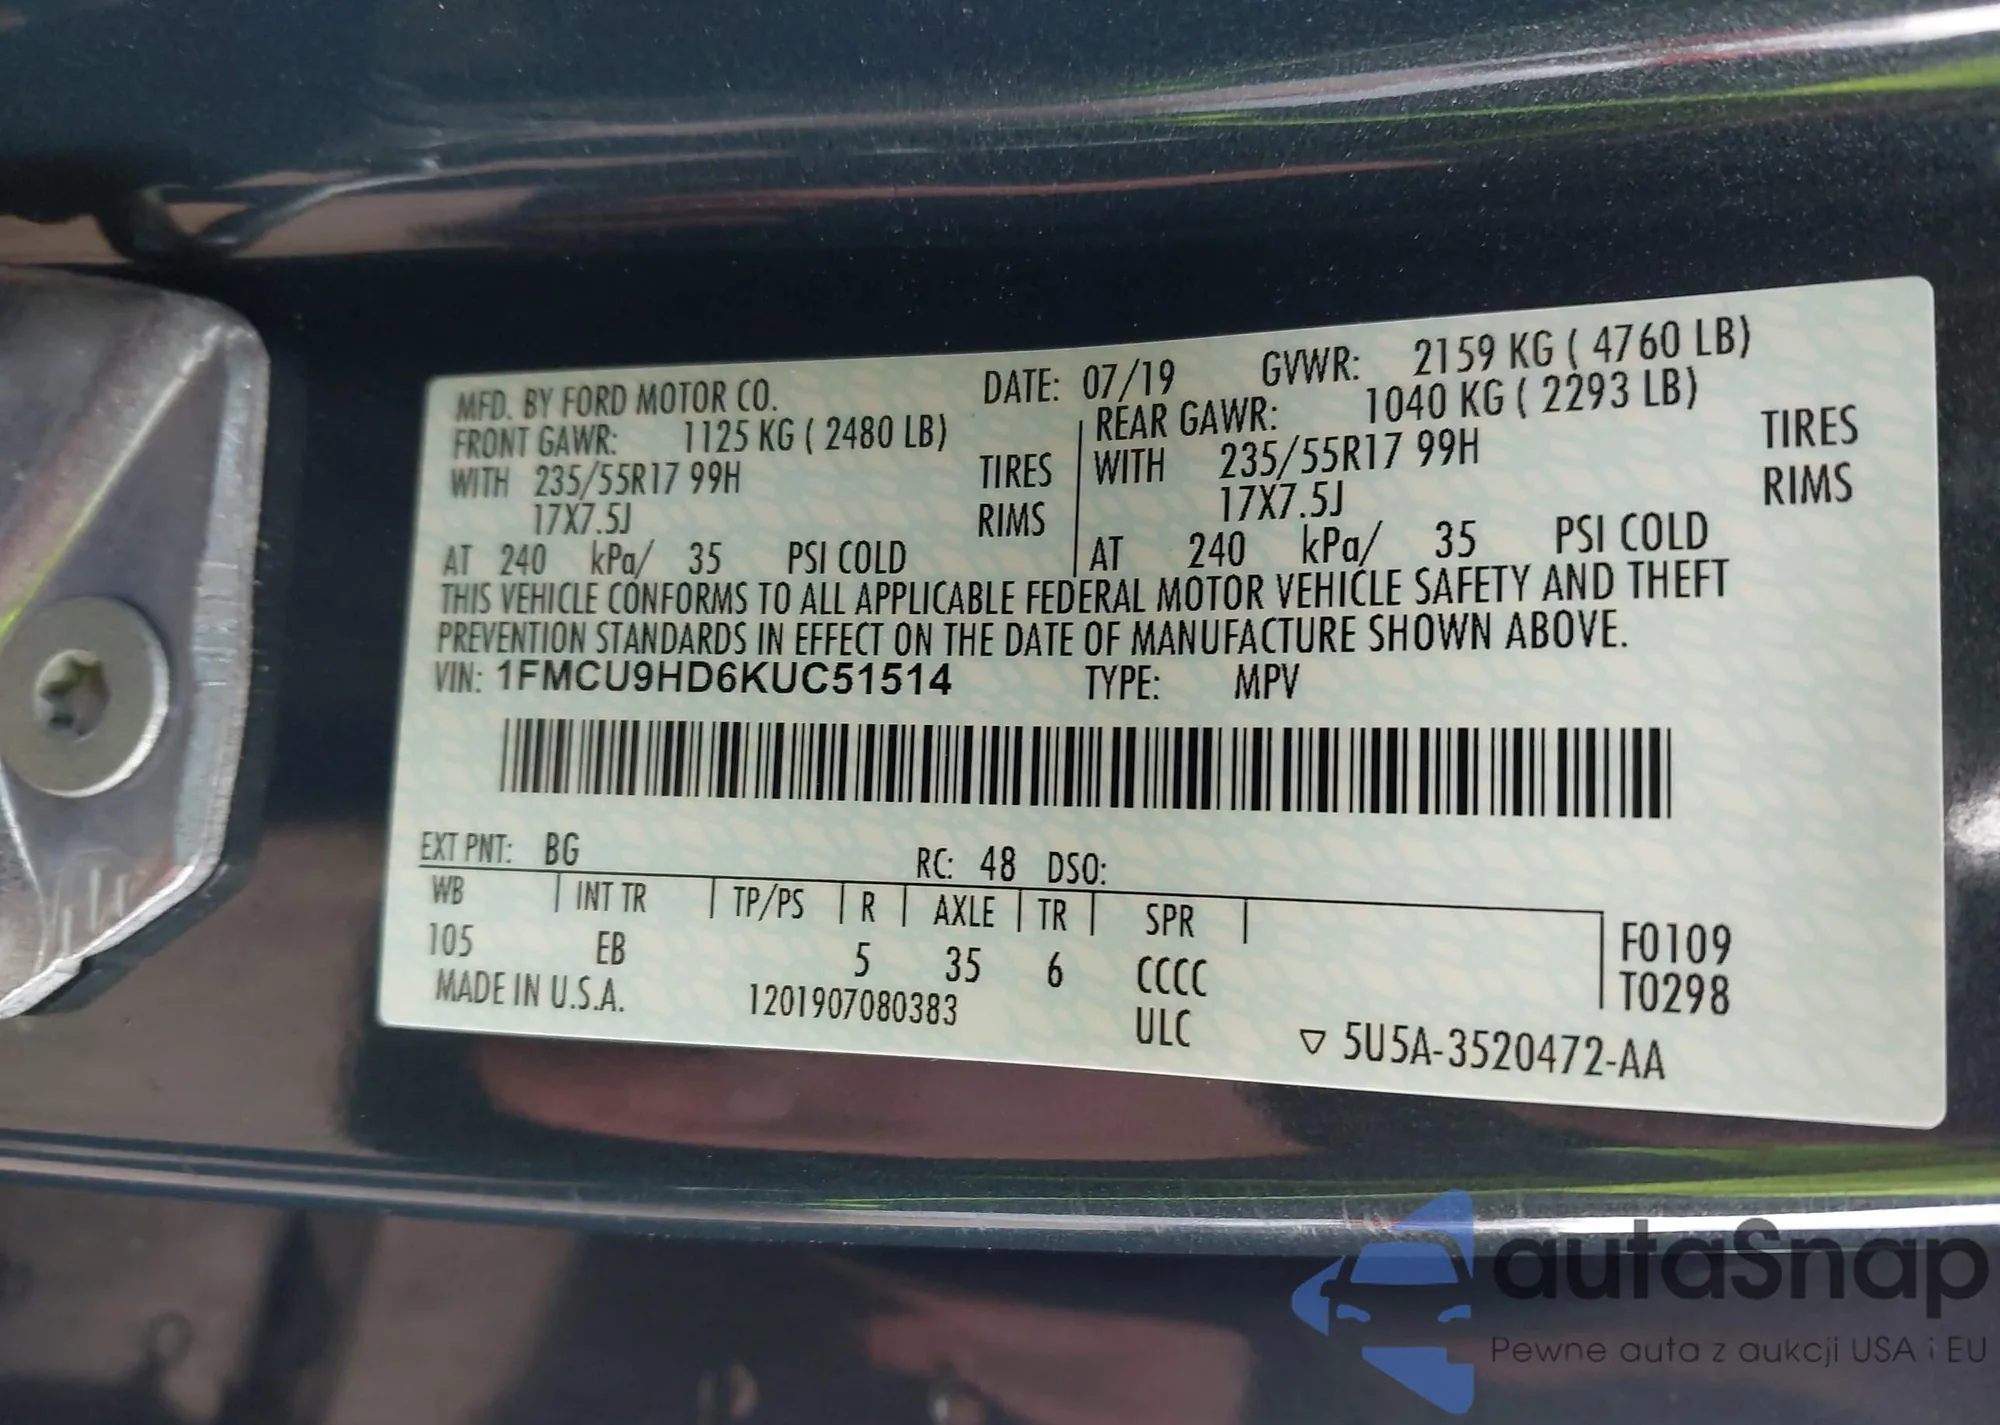 MFD. BY FORD MOTOR CO. DATE: 07/19 GVWR: 2159 KG ( 4760 LB)
FRONT GAWR: 1125 KG ( 2480 LB) REAR GAWR: 1040 KG ( 2293 LB)
WITH 235/55R17 99H TIRES WITH 235/55R17 99H TIRES
17X7.5J RIMS 17X7.5J RIMS
AT 240 kPa/ 35 PSI COLD AT 240 kPa/ 35 PSI COLD
THIS VEHICLE CONFORMS TO ALL APPLICABLE FEDERAL MOTOR VEHICLE SAFETY AND THEFT
PREVENTION STANDARDS IN EFFECT ON THE DATE OF MANUFACTURE SHOWN ABOVE.
VIN: 1FMCU9HD6KUC51514 TYPE: MPV
EXT PNT: BG RC: 48 DSO:
WB INT TR TP/PS R AXLE TR SPR
105 EB 5 35 6 CCCC F0109
MADE IN U.S.A. 1201907080383 ULC T0298
▽ 5U5A-3520472-AA
autaSnap
Pewne auta z aukcji USA i EU